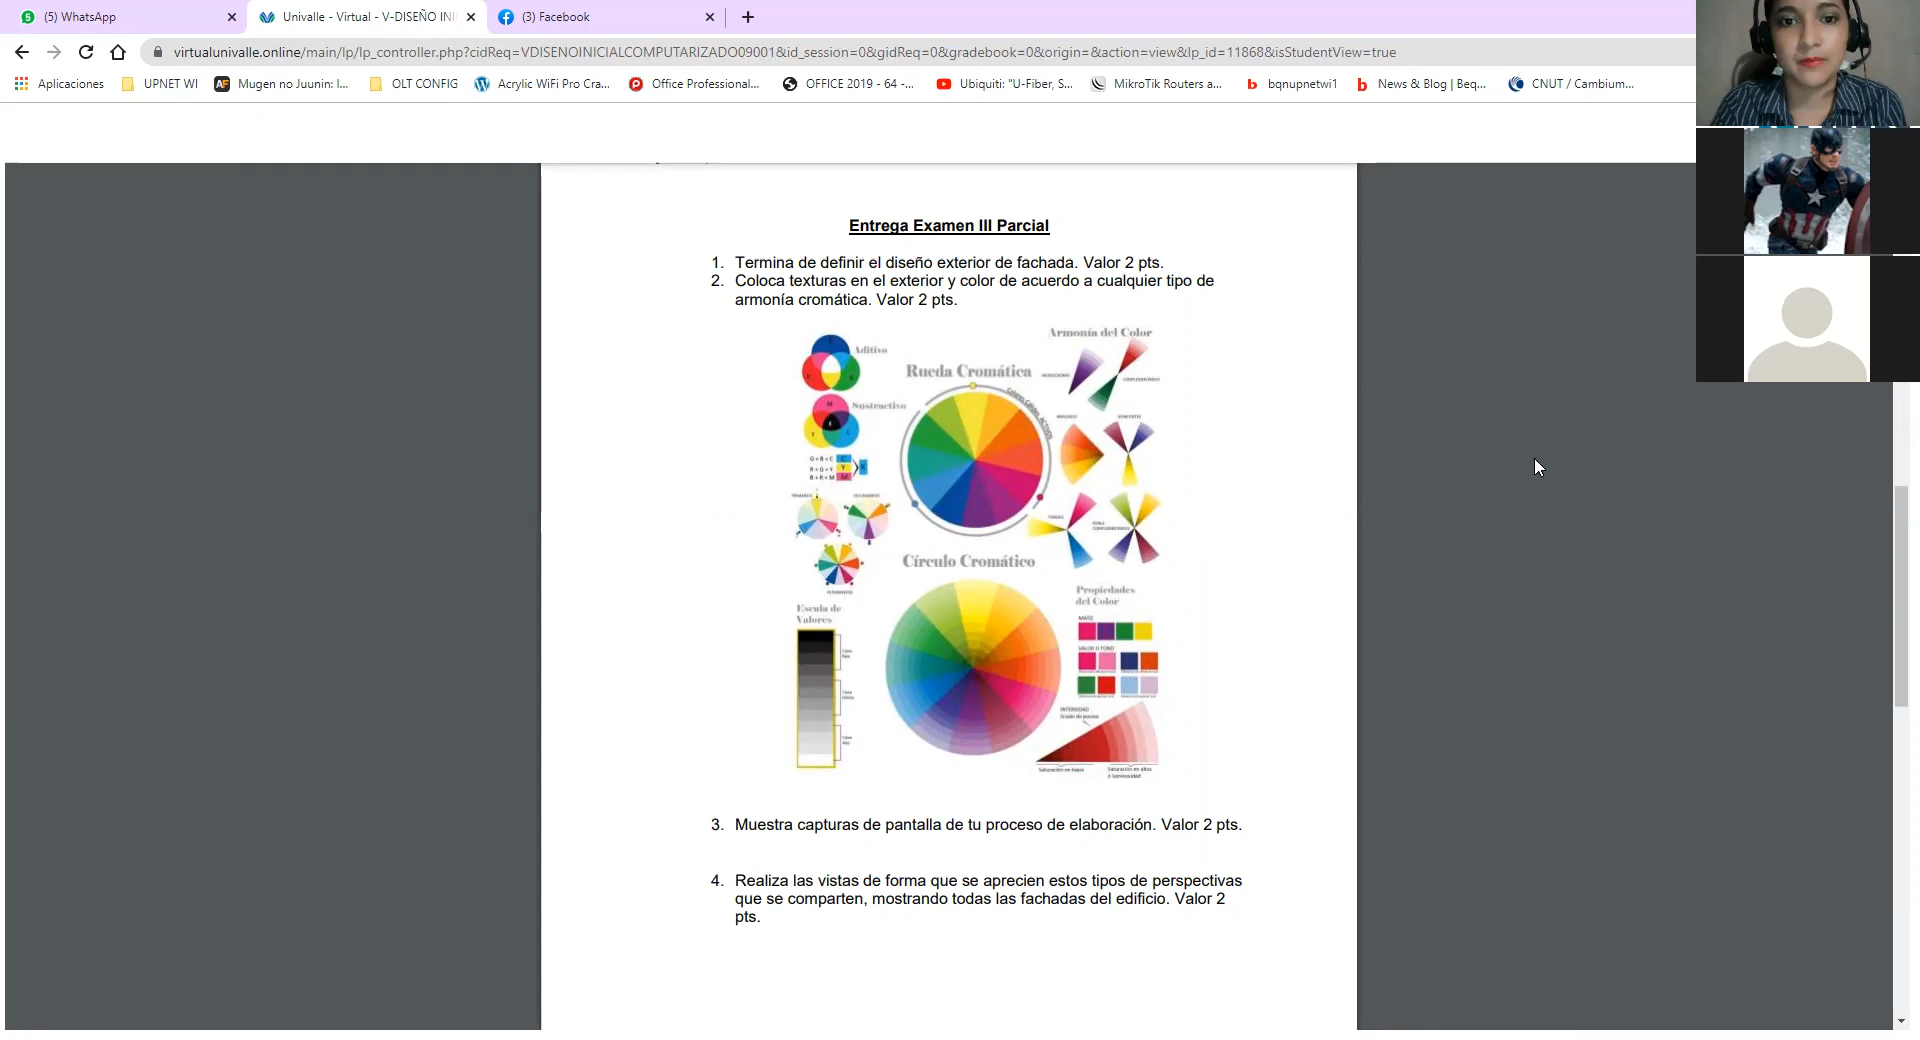 (5) WhatsApp
Univalle - Virtual - V-DISEÑO INI
(3) Facebook
virtualunivalle.online/main/lp/lp_controller.php?cidReq=VDISENOINICIALCOMPUTARIZADO09001&id_session=0&gidReq=0&gradebook=0&origin=&action=view&lp_id=11868&isStudentView=true
Aplicaciones
UPNET WI
AF Mugen no Juunin: I...
OLT CONFIG
Acrylic WiFi Pro Cra...
Office Professional...
OFFICE 2019 - 64 -...
Ubiquiti: "U-Fiber, S...
MikroTik Routers a...
b bqnupnetwi1
b News & Blog | Beq...
CNUT / Cambium...
Entrega Examen III Parcial
1. Termina de definir el diseño exterior de fachada. Valor 2 pts.
2. Coloca texturas en el exterior y color de acuerdo a cualquier tipo de
armonía cromática. Valor 2 pts.
Armonía del Color
Aditivo
Rueda Cromática
Sustractivo
G+B=C C
R+G=Y Y K
B+R=M M
Círculo Cromático
Escala de
Valores
Propiedades
del Color
MATIZ
VALOR O TONO
INTENSIDAD
3. Muestra capturas de pantalla de tu proceso de elaboración. Valor 2 pts.
4. Realiza las vistas de forma que se aprecien estos tipos de perspectivas
que se comparten, mostrando todas las fachadas del edificio. Valor 2
pts.